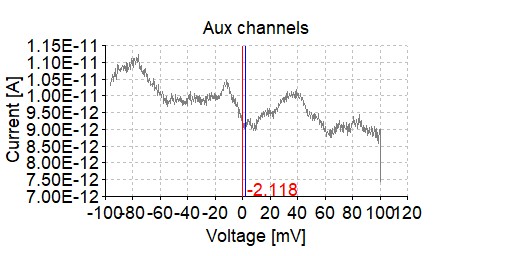 Aux channels
1.15E-11
1.10E-11
1.05E-11
1.00E-11
9.50E-12
9.00E-12
8.50E-12
8.00E-12
7.50E-12
7.00E-12
Current [A]
-2.118
-100 -80 -60 -40 -20 0 20 40 60 80 100 120
Voltage [mV]